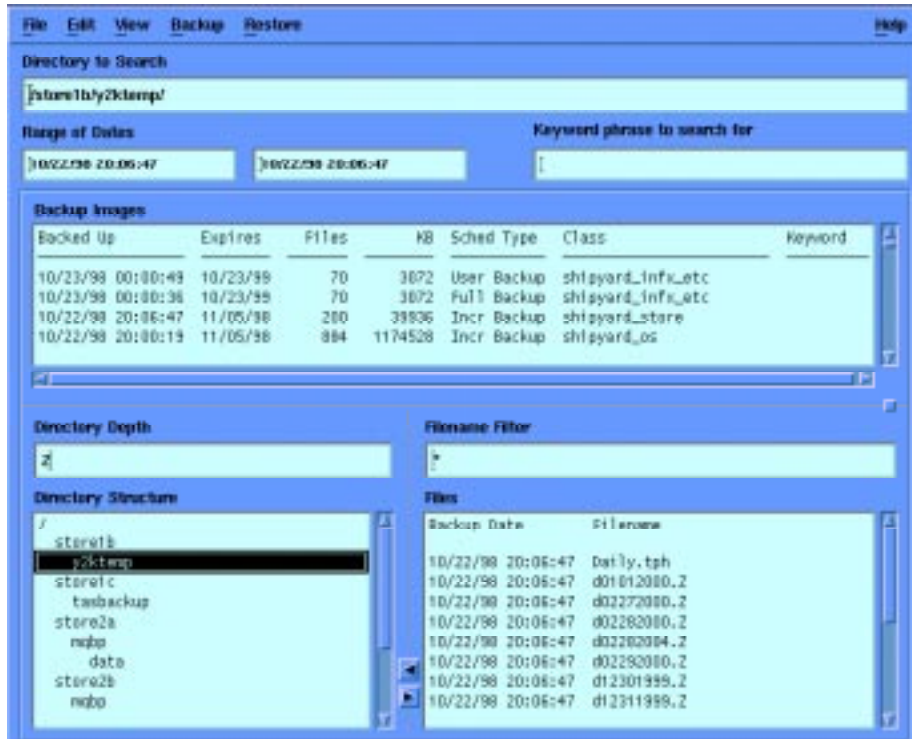 File Edit View Backup Restore Help
Directory to Search
/store1b/y2ktemp/
Range of Dates Keyword phrase to search for
10/22/98 20:06:47 10/22/98 20:06:47
Backup Images
Backed Up Expires Files KB Sched Type Class Keyword
10/23/98 00:00:49 10/23/99 70 3072 User Backup shipyard_infx_etc
10/23/98 00:00:36 10/23/99 70 3072 Full Backup shipyard_infx_etc
10/22/98 20:06:47 11/05/98 200 39936 Incr Backup shipyard_store
10/22/98 20:00:19 11/05/98 884 1174528 Incr Backup shipyard_os
Directory Depth Filename Filter
2 *
Directory Structure Files
/ Backup Date Filename
store1b
y2ktemp 10/22/98 20:06:47 Daily.tph
store1c 10/22/98 20:06:47 d01012000.Z
tasbackup 10/22/98 20:06:47 d02272000.Z
store2a 10/22/98 20:06:47 d02282000.Z
mqbp 10/22/98 20:06:47 d02282004.Z
data 10/22/98 20:06:47 d02292000.Z
store2b 10/22/98 20:06:47 d12301999.Z
mqbp 10/22/98 20:06:47 d12311999.Z